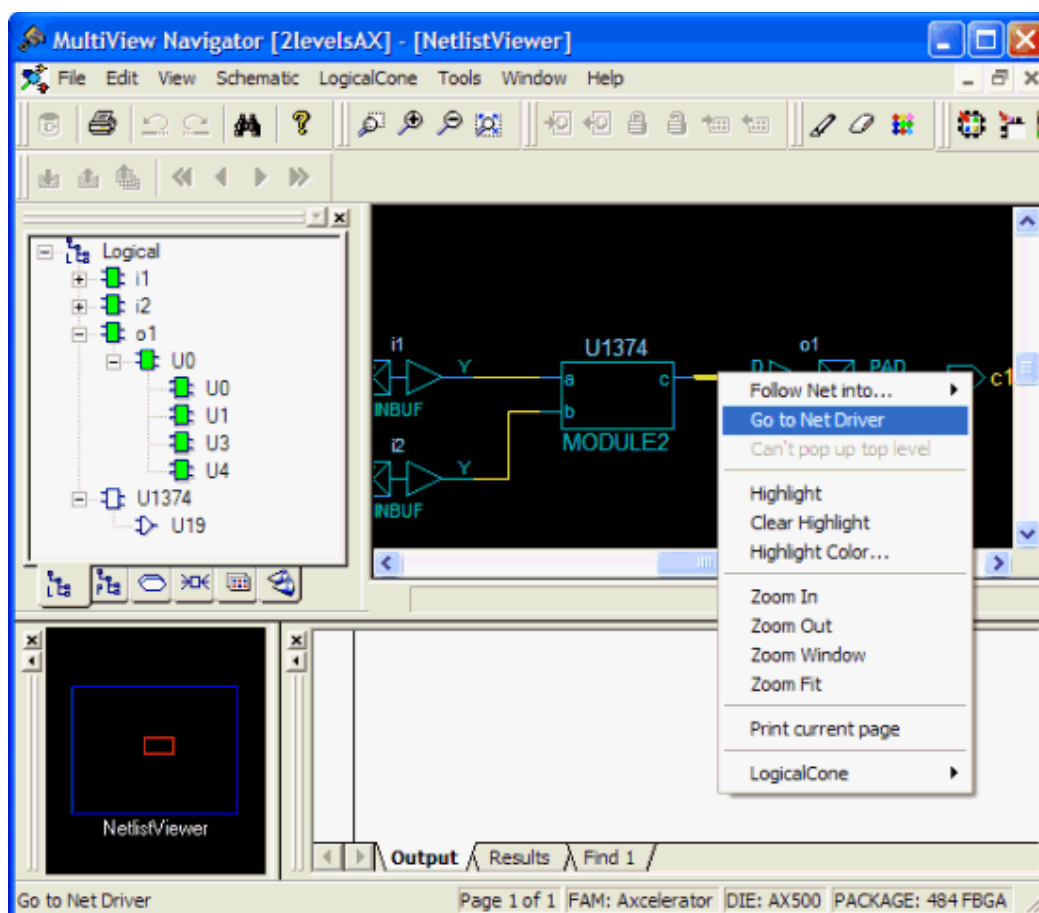 MultiView Navigator [2levelsAX] - [NetlistViewer]
File Edit View Schematic LogicalCone Tools Window Help
Logical
i1
i2
o1
U0
U0
U1
U3
U4
U1374
U19
i1
Y
INBUF
i2
Y
INBUF
U1374
a
c
b
MODULE2
o1
D
PAD
c1
Follow Net into...
Go to Net Driver
Can't pop up top level
Highlight
Clear Highlight
Highlight Color...
Zoom In
Zoom Out
Zoom Window
Zoom Fit
Print current page
LogicalCone
NetlistViewer
Output Results Find 1
Go to Net Driver Page 1 of 1 FAM: Axcelerator DIE: AX500 PACKAGE: 484 FBGA